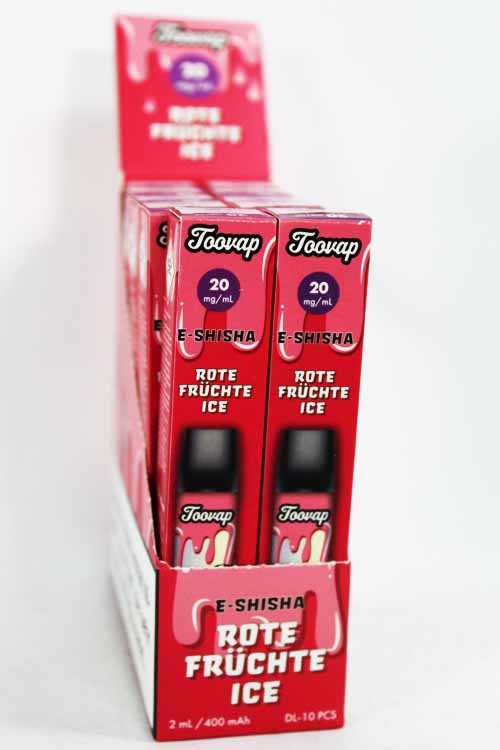 Toovap
20
mg/mL
ROTE
FRÜCHTE
ICE
Toovap
20
mg/mL
E-SHISHA
ROTE
FRÜCHTE
ICE
Toovap
Toovap
20
mg/mL
E-SHISHA
ROTE
FRÜCHTE
ICE
Toovap
E-SHISHA
ROTE
FRÜCHTE
ICE
2 mL / 400 mAh
DL-10 PCS